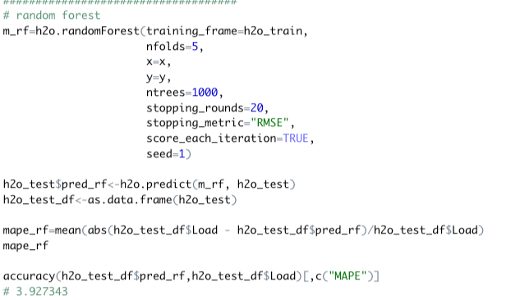 ####################################
# random forest
m_rf=h2o.randomForest(training_frame=h2o_train,
nfolds=5,
x=x,
y=y,
ntrees=1000,
stopping_rounds=20,
stopping_metric="RMSE",
score_each_iteration=TRUE,
seed=1)
h2o_test$pred_rf<-h2o.predict(m_rf, h2o_test)
h2o_test_df<-as.data.frame(h2o_test)
mape_rf=mean(abs(h2o_test_df$Load - h2o_test_df$pred_rf)/h2o_test_df$Load)
mape_rf
accuracy(h2o_test_df$pred_rf,h2o_test_df$Load)[,c("MAPE")]
# 3.927343